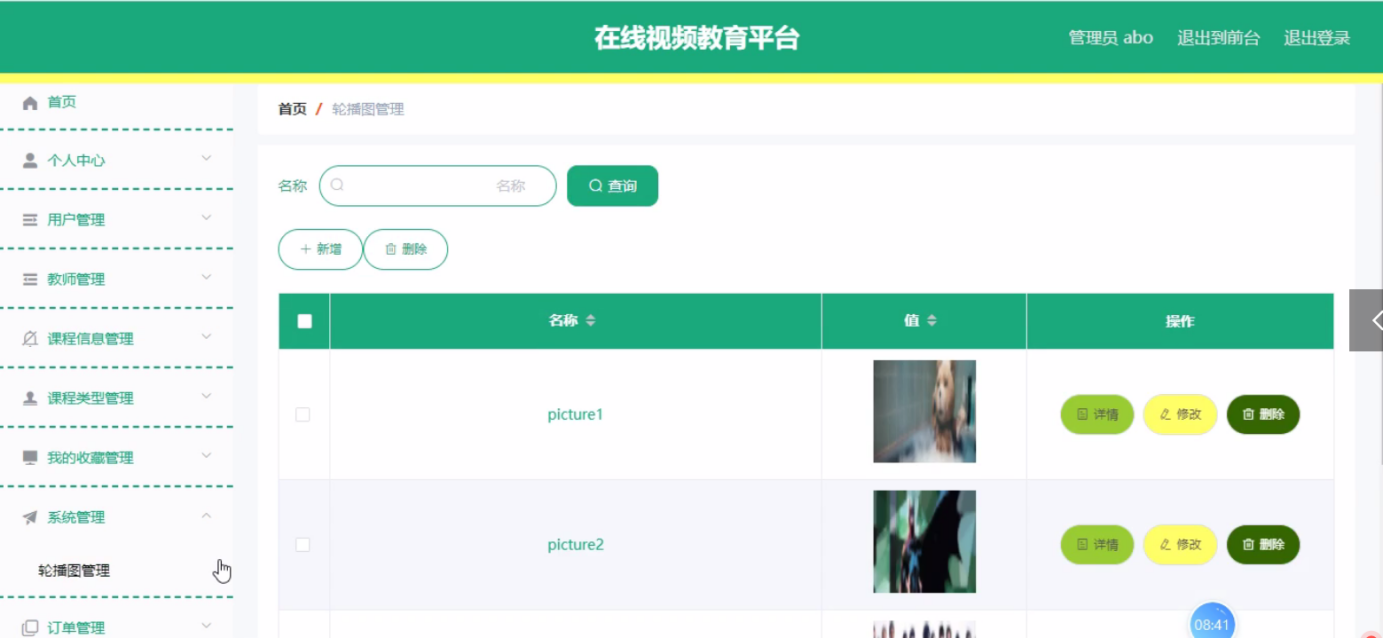 在线视频教育平台
管理员 abo 退出到前台 退出登录
首页
个人中心
用户管理
教师管理
课程信息管理
课程类型管理
我的收藏管理
系统管理
轮播图管理
订单管理
首页 / 轮播图管理
名称 名称 查询
新增 删除
名称 值 操作
picture1 详情 修改 删除
picture2 详情 修改 删除
08:41